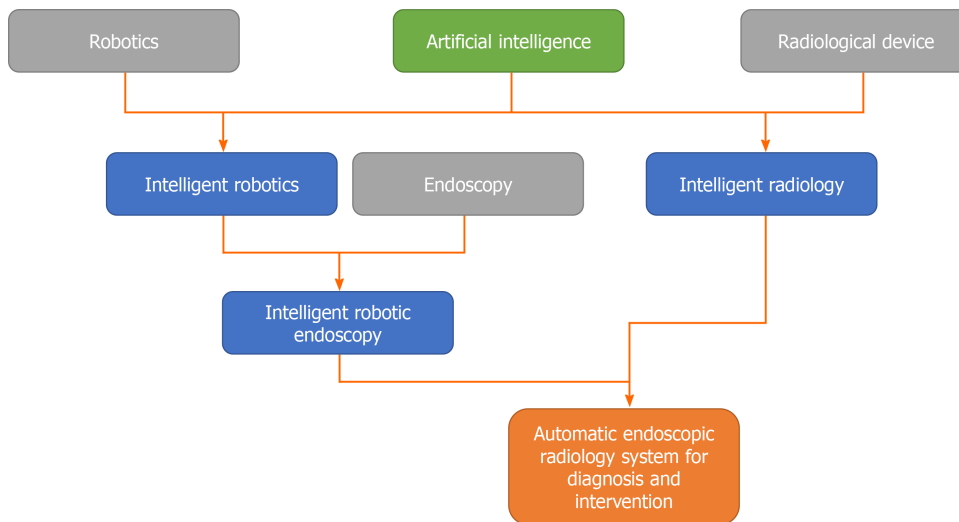 Robotics
Artificial intelligence
Radiological device
Intelligent robotics
Endoscopy
Intelligent radiology
Intelligent robotic
endoscopy
Automatic endoscopic
radiology system for
diagnosis and
intervention